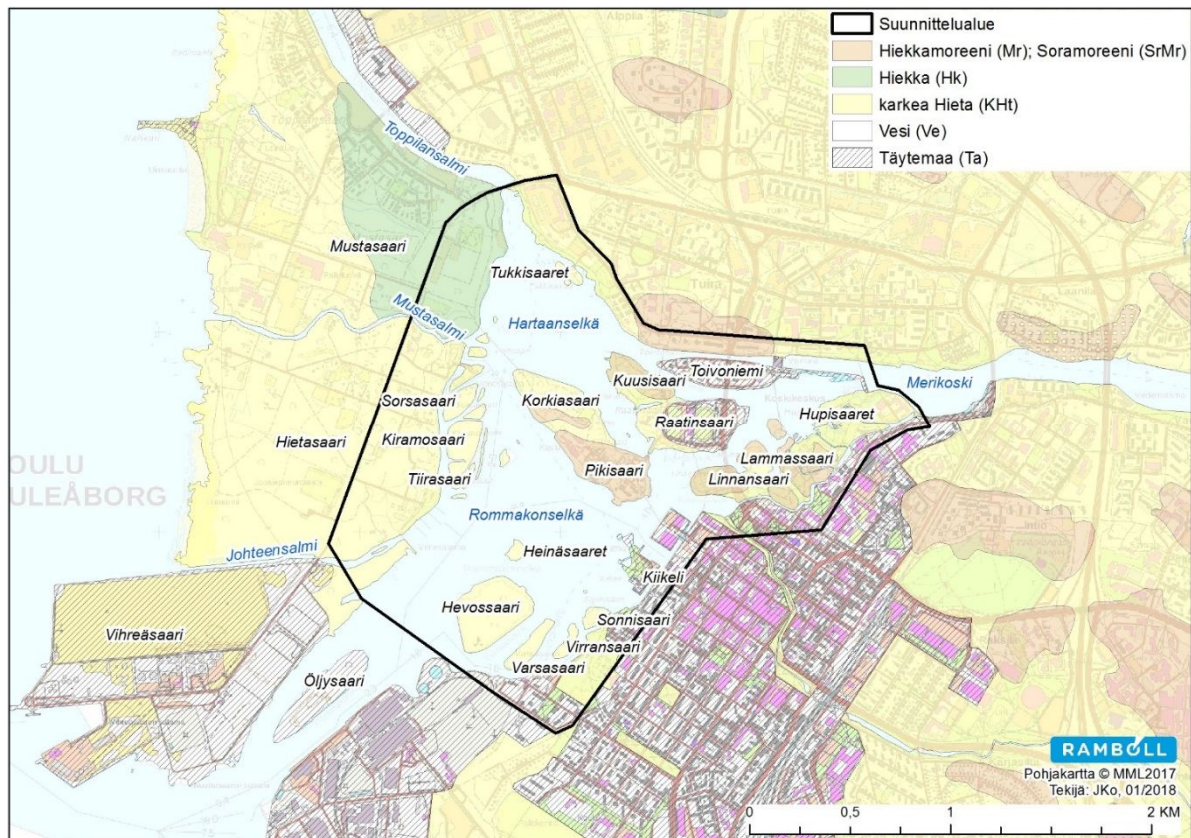 Suunnittelualue
Hiekkamoreeni (Mr); Soramoreeni (SrMr)
Hiekka (Hk)
karkea Hieta (KHt)
Vesi (Ve)
Täytemaa (Ta)
Toppilansalmi
Mustasaari
Tukkisaaret
Mustasalmi
Hartaanselkä
Tuira
Laanila
Toivoniemi
Merikoski
Kuusisaari
Sorsasaari
Korkiasaari
Hupisaaret
Raatinsaari
Hietasaari
Kiramosaari
Lammassaari
Tiirasaari
Pikisaari
Linnansaari
OULU
ULEÅBORG
Rommakonselkä
Johteensalmi
Heinäsaaret
Kiikeli
Hevossaari
Sonnisaari
Vihreäsaari
Virransaari
Varsasaari
Öljysaari
RAMBOLL
Pohjakartta © MML2017
Tekijä: JKo, 01/2018
0 0,5 1 2 KM